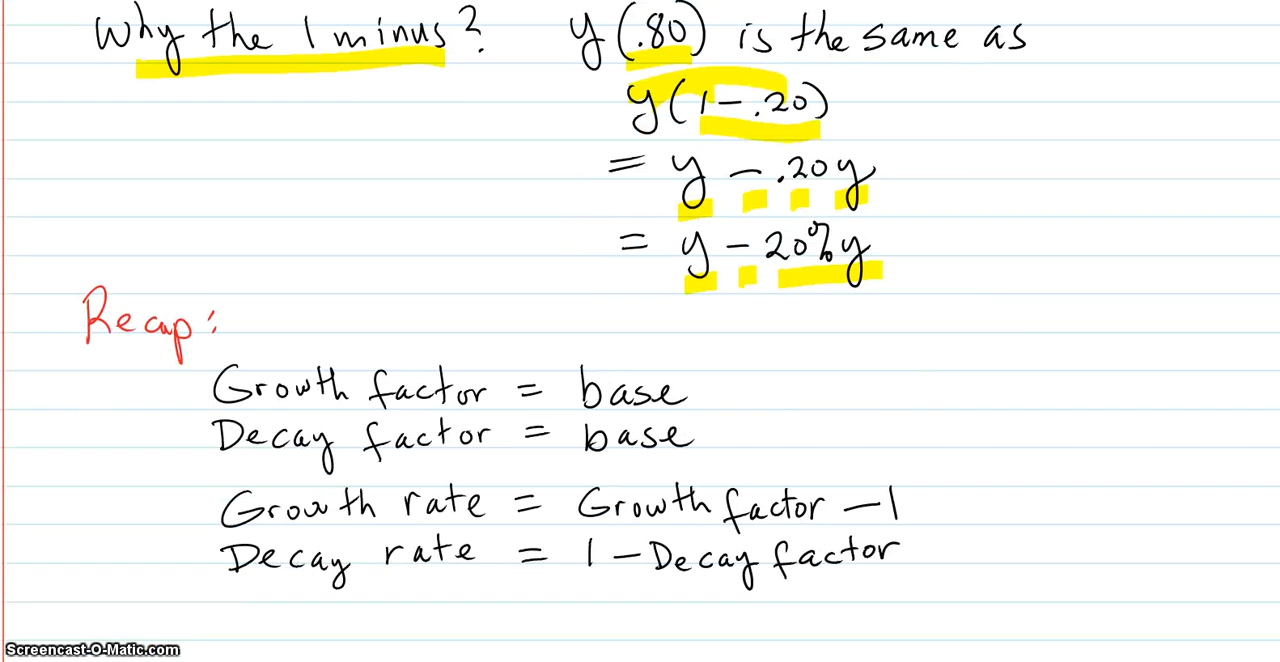 Why the 1 minus? y(.80) is the same as
y(1-.20)
= y - .20y
= y - 20%y
Recap:
Growth factor = base
Decay factor = base
Growth rate = Growth factor -1
Decay rate = 1 - Decay factor
Screencast-O-Matic.com